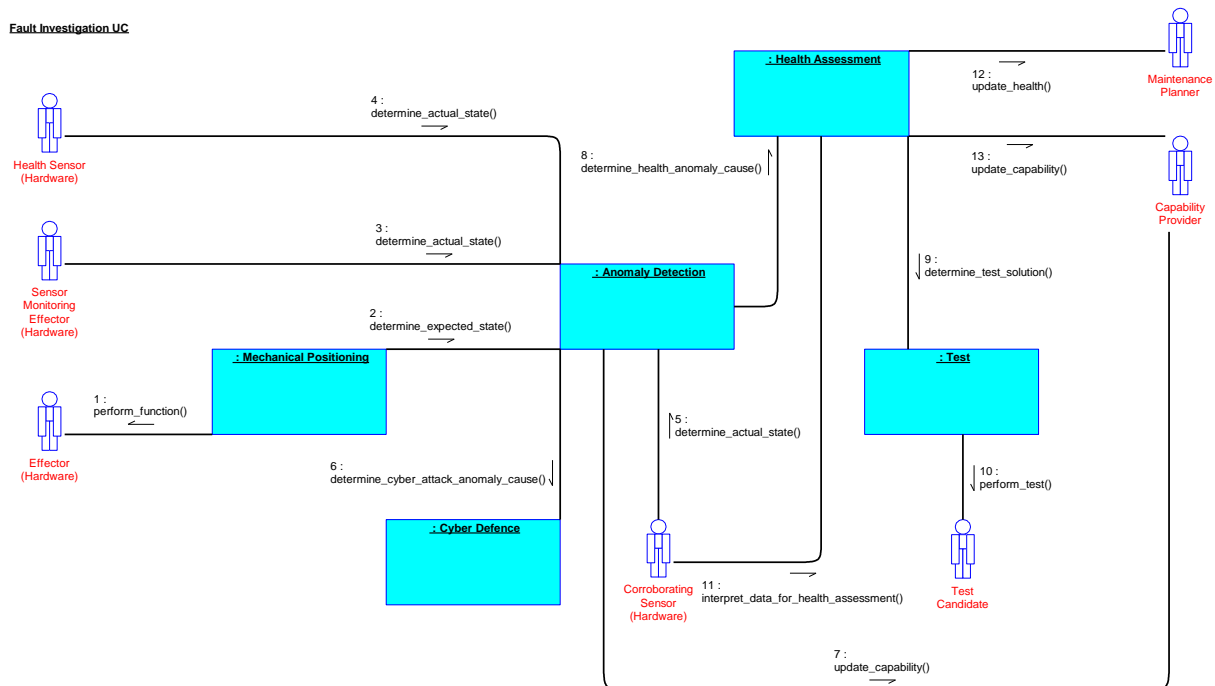 Fault Investigation UC
: Health Assessment
12 :
update_health()
Maintenance
Planner
4 :
determine_actual_state()
Health Sensor
(Hardware)
8 :
determine_health_anomaly_cause()
13 :
update_capability()
Capability
Provider
3 :
determine_actual_state()
Sensor
Monitoring
Effector
(Hardware)
: Anomaly Detection
9 :
determine_test_solution()
2 :
determine_expected_state()
: Mechanical Positioning
: Test
1 :
perform_function()
Effector
(Hardware)
5 :
determine_actual_state()
6 :
determine_cyber_attack_anomaly_cause()
10 :
perform_test()
: Cyber Defence
Corroborating
Sensor
(Hardware)
11 :
interpret_data_for_health_assessment()
Test
Candidate
7 :
update_capability()